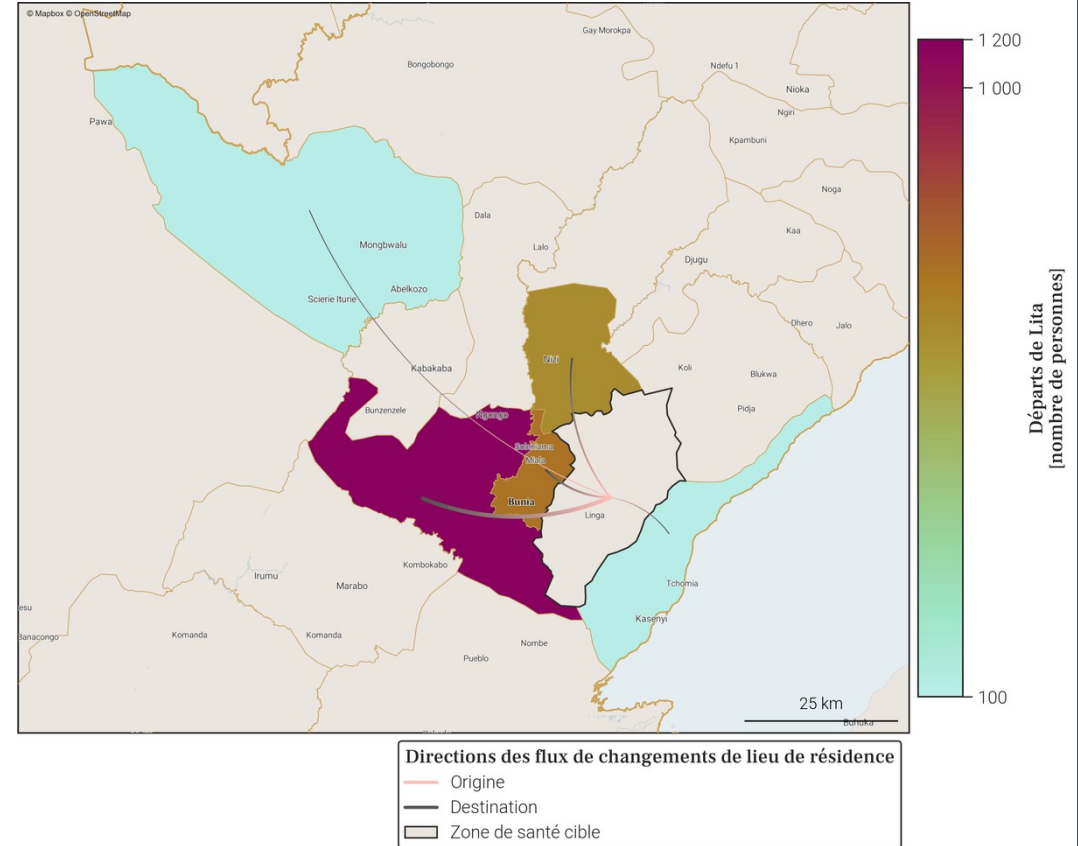 © Mapbox © OpenStreetMap
Gay Morokpa
Bongobongo
Ndefu 1
Nioka
Ngiri
Pawa
Kpambuni
Noga
Dala
Kaa
Mongbwalu
Lalo
Djugu
Abelkozo
Scierie Iturie
Dhero
Jalo
Nizi
Kabakaba
Koli
Blukwa
Bunzenzele
Ngongo
Pidja
Miala
Bunia
Linga
Kombokabo
Irumu
Marabo
Tchomia
esu
Kasenyi
Banacongo
Komanda
Komanda
Nombe
Pueblo
25 km
Buhuka
1 200
1 000
100
Départs de Lita
[nombre de personnes]
Directions des flux de changements de lieu de résidence
Origine
Destination
Zone de santé cible